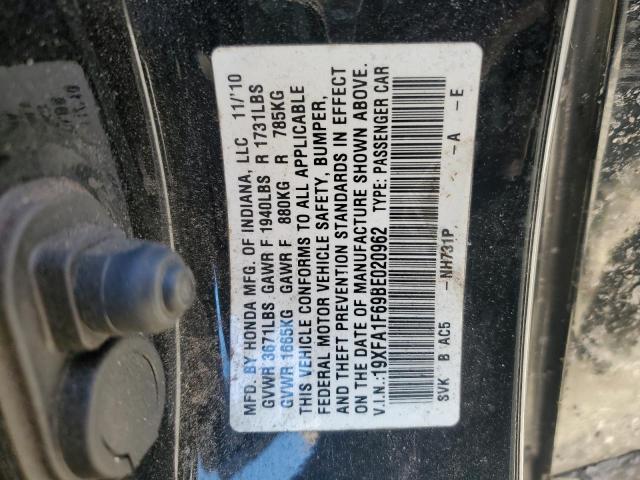 MFD. BY HONDA MFG. OF INDIANA, LLC 11/10
GVWR 3671LBS GAWR F 1940LBS R 1731LBS
GVWR 1665KG GAWR F 880KG R 785KG
THIS VEHICLE CONFORMS TO ALL APPLICABLE
FEDERAL MOTOR VEHICLE SAFETY, BUMPER,
AND THEFT PREVENTION STANDARDS IN EFFECT
ON THE DATE OF MANUFACTURE SHOWN ABOVE.
V.I.N.:19XFA1F69BE020962 TYPE: PASSENGER CAR
SVK B AC5 -NH731P -A -E